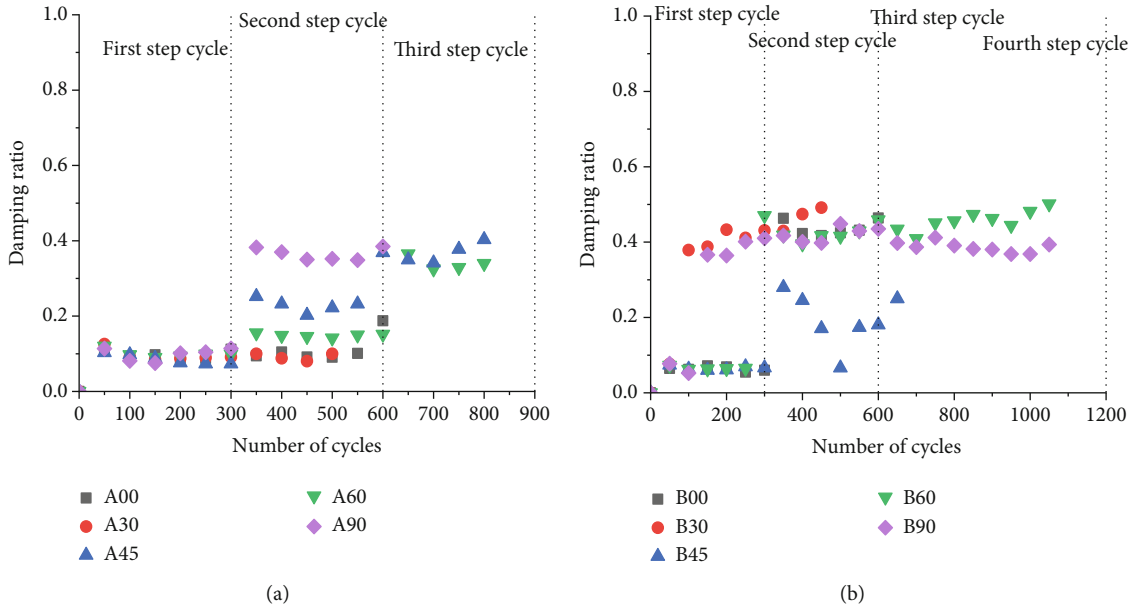 Second step cycle
First step cycle
Third step cycle
Damping ratio
1.0
0.8
0.6
0.4
0.2
0.0
0 100 200 300 400 500 600 700 800 900
Number of cycles
A00 A60
A30 A90
A45
(a)
First step cycle Third step cycle
Second step cycle Fourth step cycle
Damping ratio
1.0
0.8
0.6
0.4
0.2
0.0
0 200 400 600 800 1000 1200
Number of cycles
B00 B60
B30 B90
B45
(b)